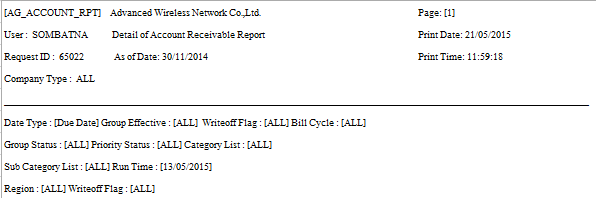 [AG_ACCOUNT_RPT] Advanced Wireless Network Co.,Ltd. Page: [1]
User : SOMBATNA Detail of Account Receivable Report Print Date: 21/05/2015
Request ID : 65022 As of Date: 30/11/2014 Print Time: 11:59:18
Company Type : ALL
Date Type : [Due Date] Group Effective : [ALL] Writeoff Flag : [ALL] Bill Cycle : [ALL]
Group Status : [ALL] Priority Status : [ALL] Category List : [ALL]
Sub Category List : [ALL] Run Time : [13/05/2015]
Region : [ALL] Writeoff Flag : [ALL]